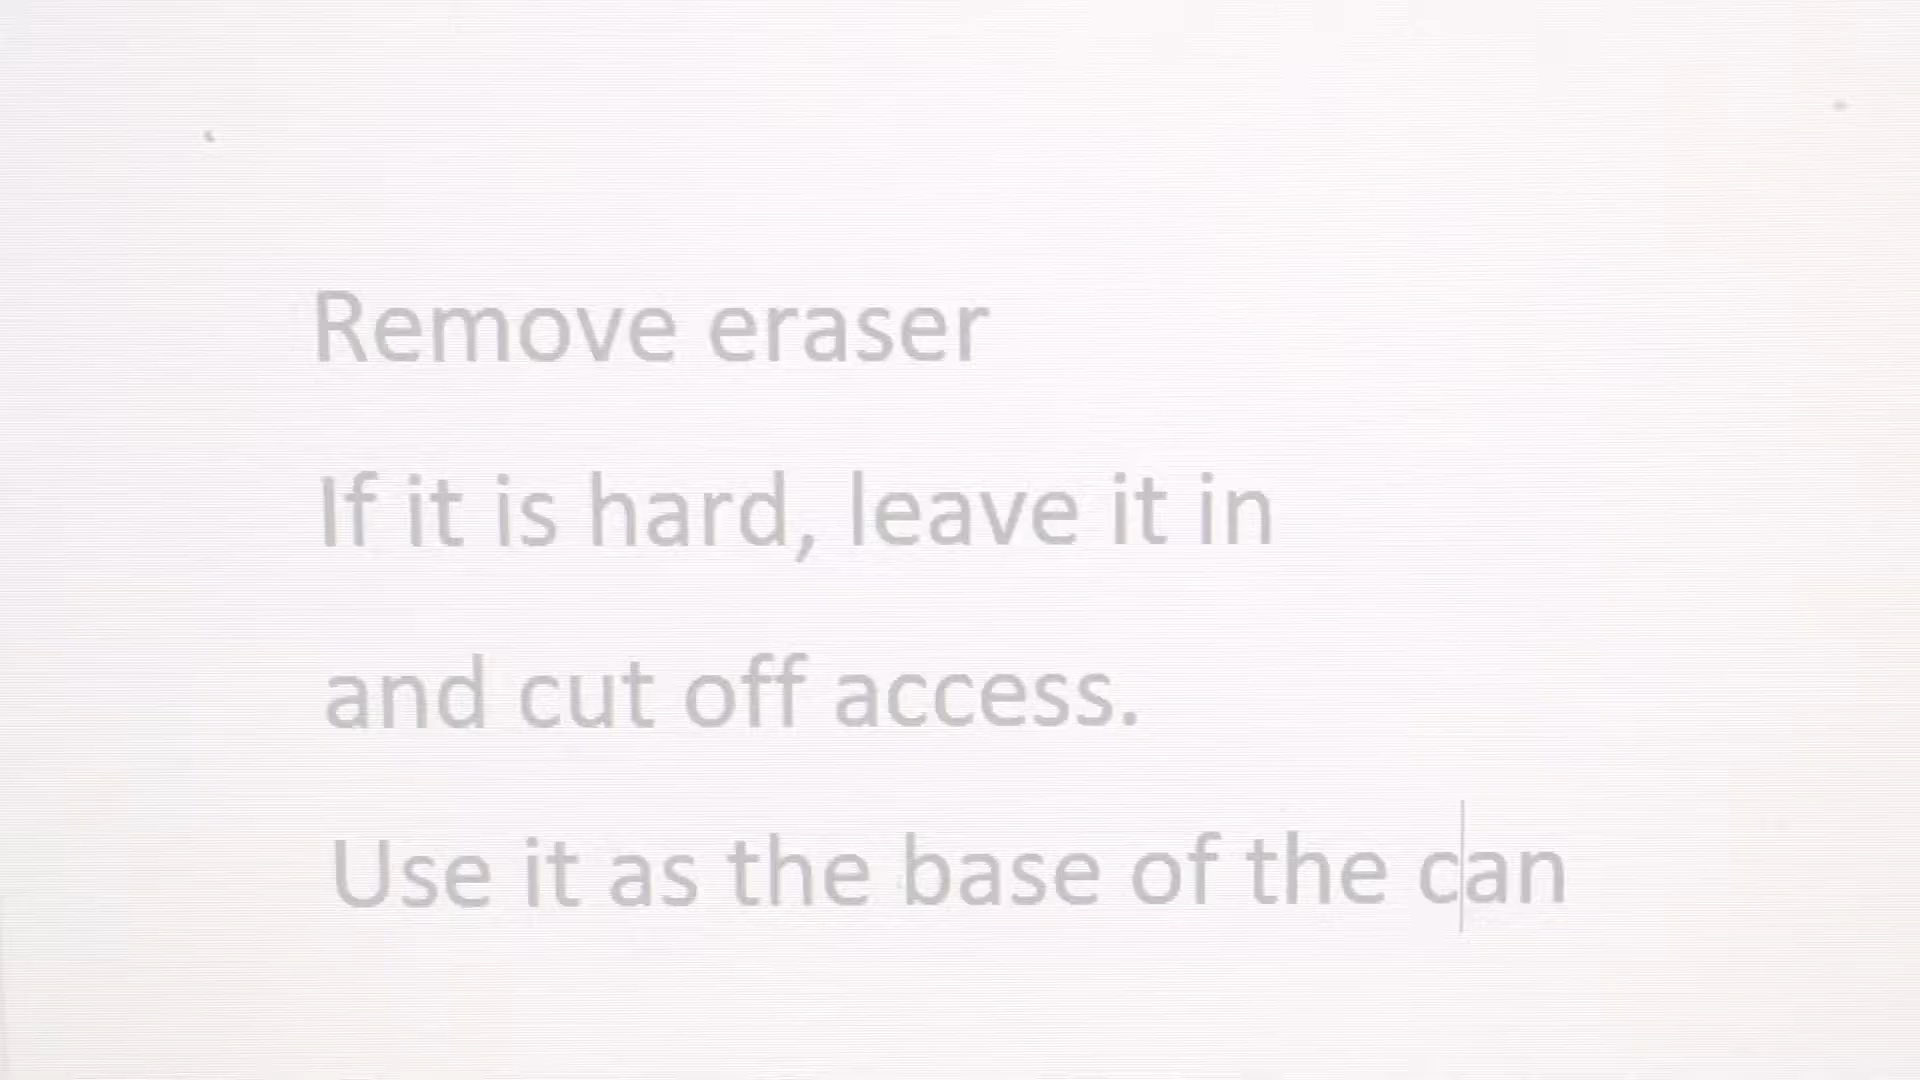 Remove eraser
If it is hard, leave it in
and cut off access.
Use it as the base of the can